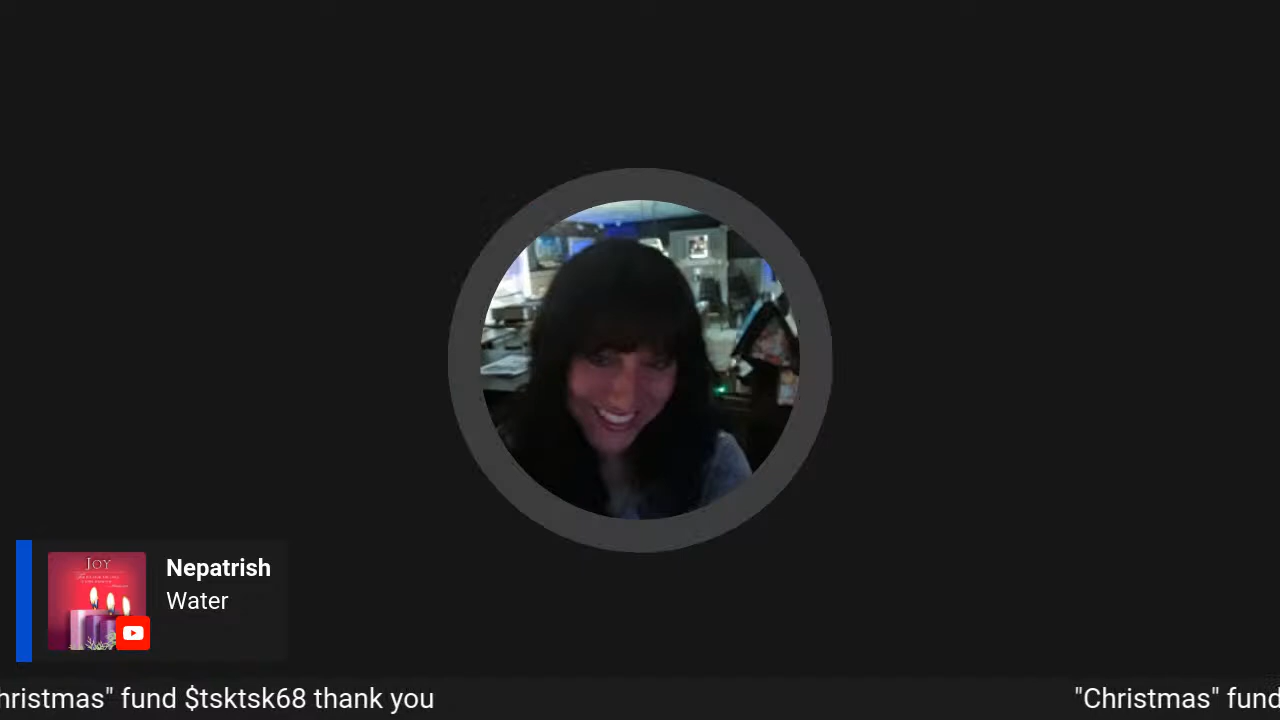 JOY
Nepatrish
Water
hristmas" fund $tsktsk68 thank you
"Christmas" fund